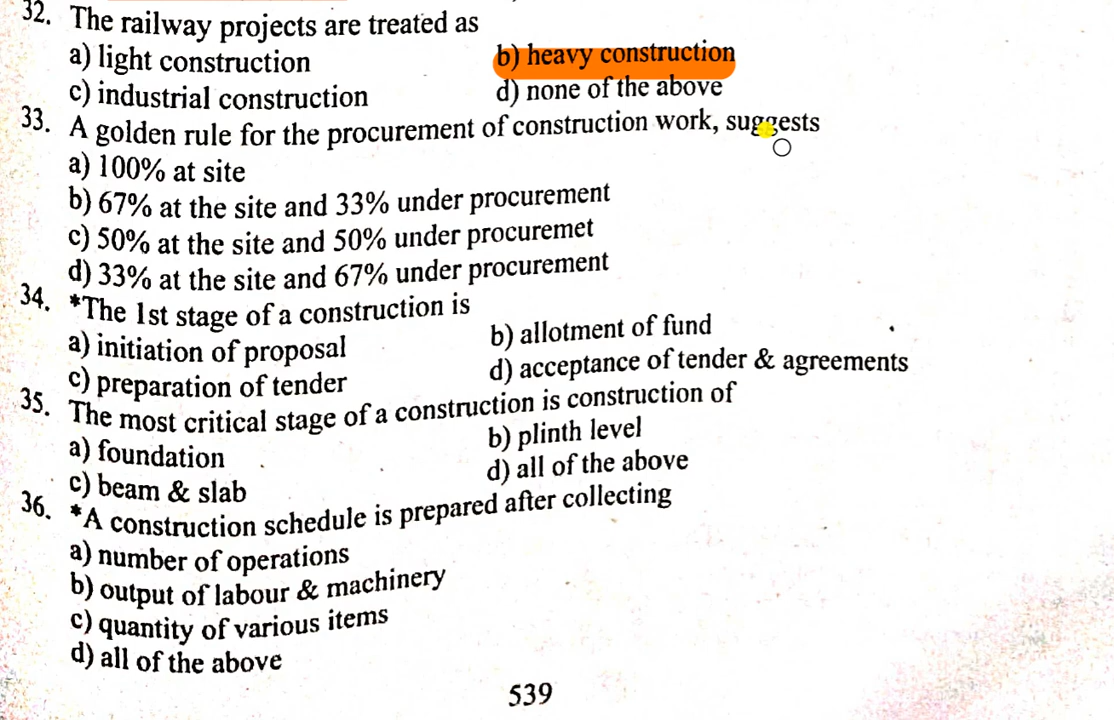 32. The railway projects are treated as
a) light construction b) heavy construction
c) industrial construction d) none of the above
33. A golden rule for the procurement of construction work, suggests
a) 100% at site
b) 67% at the site and 33% under procurement
c) 50% at the site and 50% under procuremet
d) 33% at the site and 67% under procurement
34. *The 1st stage of a construction is
a) initiation of proposal b) allotment of fund
c) preparation of tender d) acceptance of tender & agreements
35. The most critical stage of a construction is construction of
a) foundation b) plinth level
c) beam & slab d) all of the above
36. *A construction schedule is prepared after collecting
a) number of operations
b) output of labour & machinery
c) quantity of various items
d) all of the above
539